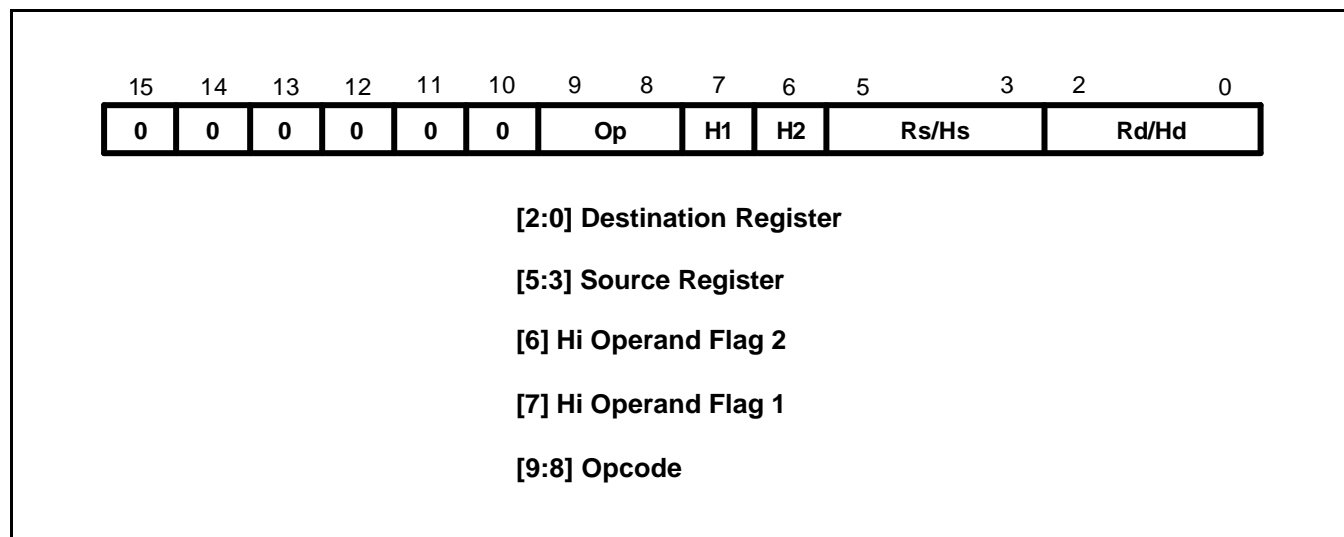 15 14 13 12 11 10 9 8 7 6 5 3 2 0
0 0 0 0 0 0 Op H1 H2 Rs/Hs Rd/Hd
[2:0] Destination Register
[5:3] Source Register
[6] Hi Operand Flag 2
[7] Hi Operand Flag 1
[9:8] Opcode